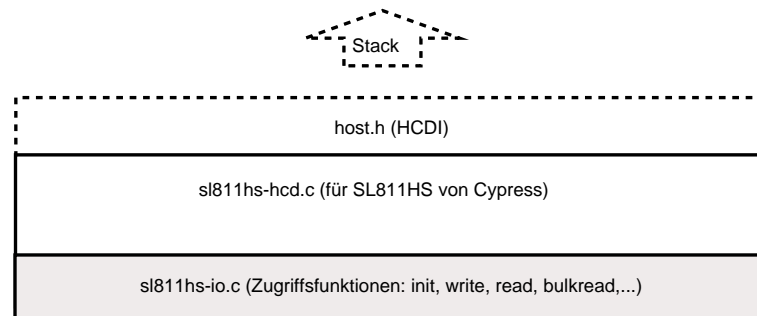 Stack
host.h (HCDI)
sl811hs-hcd.c (für SL811HS von Cypress)
sl811hs-io.c (Zugriffsfunktionen: init, write, read, bulkread,...)